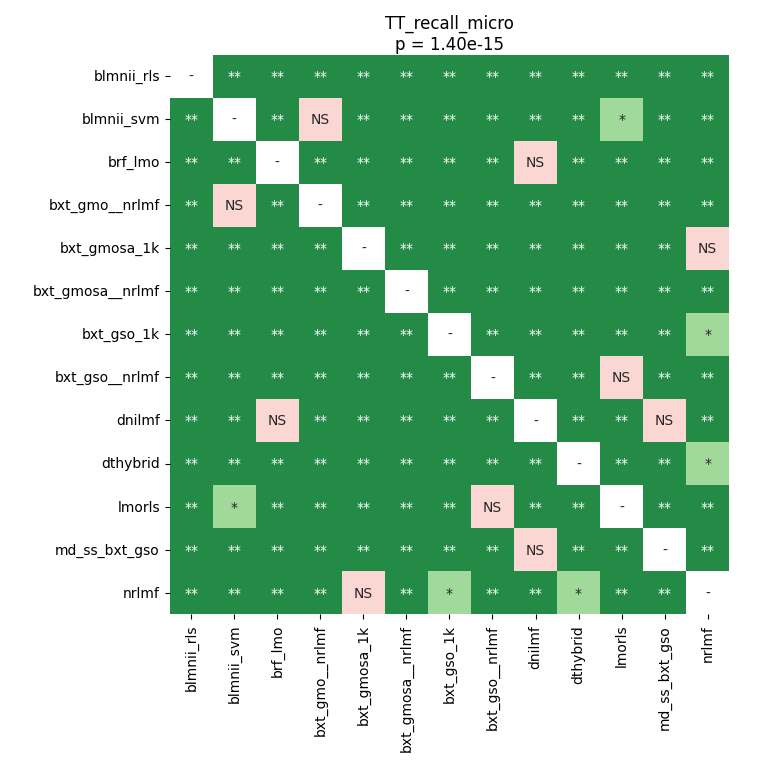 TT_recall_micro
p = 1.40e-15
blmnii_rls - ** ** ** ** ** ** ** ** ** ** ** **
blmnii_svm ** - ** NS ** ** ** ** ** ** * ** **
brf_lmo ** ** - ** ** ** ** ** NS ** ** ** **
bxt_gmo__nrlmf ** NS ** - ** ** ** ** ** ** ** ** **
bxt_gmosa_1k ** ** ** ** - ** ** ** ** ** ** ** NS
bxt_gmosa__nrlmf ** ** ** ** ** - ** ** ** ** ** ** **
bxt_gso_1k ** ** ** ** ** ** - ** ** ** ** ** *
bxt_gso__nrlmf ** ** ** ** ** ** ** - ** ** NS ** **
dnilmf ** ** NS ** ** ** ** ** - ** ** NS **
dthybrid ** ** ** ** ** ** ** ** ** - ** ** *
lmorls ** * ** ** ** ** ** NS ** ** - ** **
md_ss_bxt_gso ** ** ** ** ** ** ** ** NS ** ** - **
nrlmf ** ** ** ** NS ** * ** ** * ** ** -
blmnii_rls
blmnii_svm
brf_lmo
bxt_gmo__nrlmf
bxt_gmosa_1k
bxt_gmosa__nrlmf
bxt_gso_1k
bxt_gso__nrlmf
dnilmf
dthybrid
lmorls
md_ss_bxt_gso
nrlmf